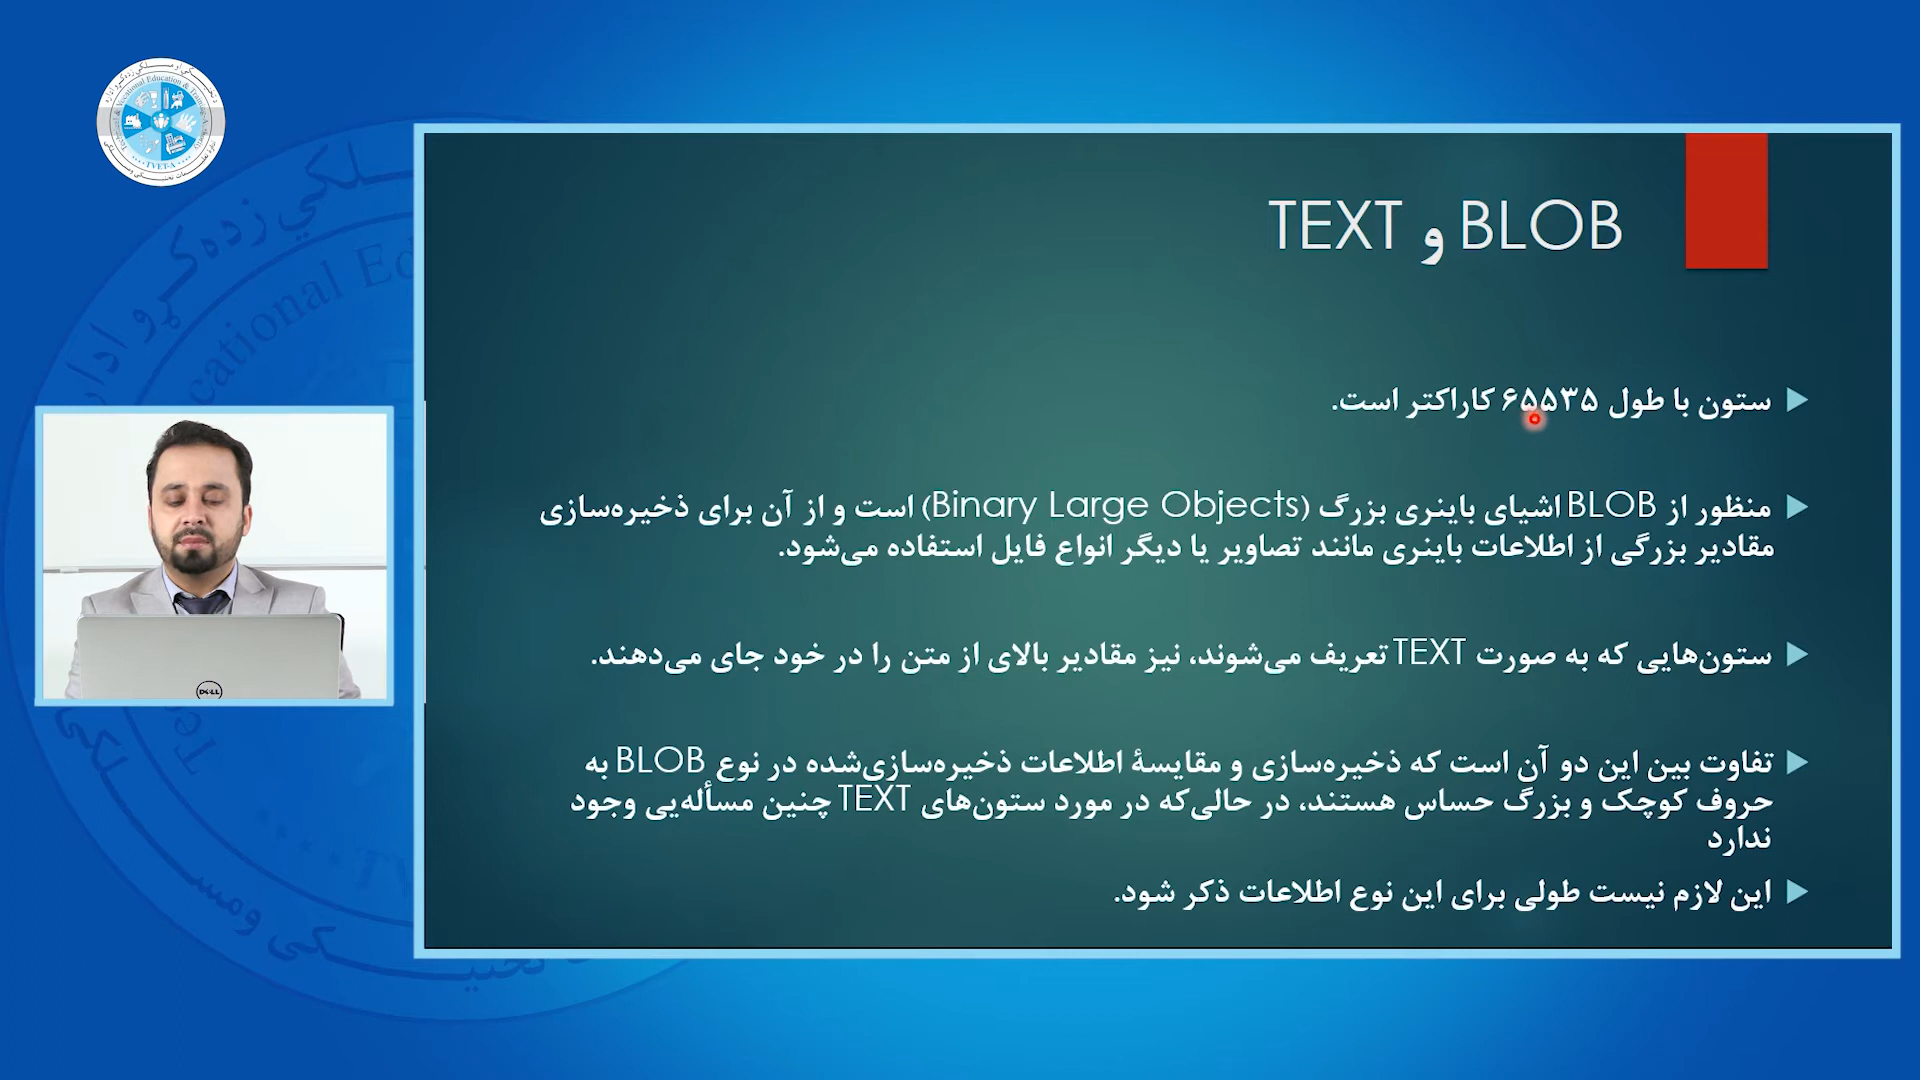 BLOB و TEXT
ستون با طول ۶۵۵۳۵ کاراکتر است.
منظور از BLOB اشیای باینری بزرگ (Binary Large Objects) است و از آن برای ذخیره‌سازی
مقادیر بزرگی از اطلاعات باینری مانند تصاویر یا دیگر انواع فایل استفاده می‌شود.
ستون‌هایی که به صورت TEXT تعریف می‌شوند، نیز مقادیر بالای از متن را در خود جای می‌دهند.
تفاوت بین این دو آن است که ذخیره‌سازی و مقایسۀ اطلاعات ذخیره‌سازی‌شده در نوع BLOB به
حروف کوچک و بزرگ حساس هستند، در حالی‌که در مورد ستون‌های TEXT چنین مسأله‌یی وجود
ندارد
این لازم نیست طولی برای این نوع اطلاعات ذکر شود.
DELL
TVET-A